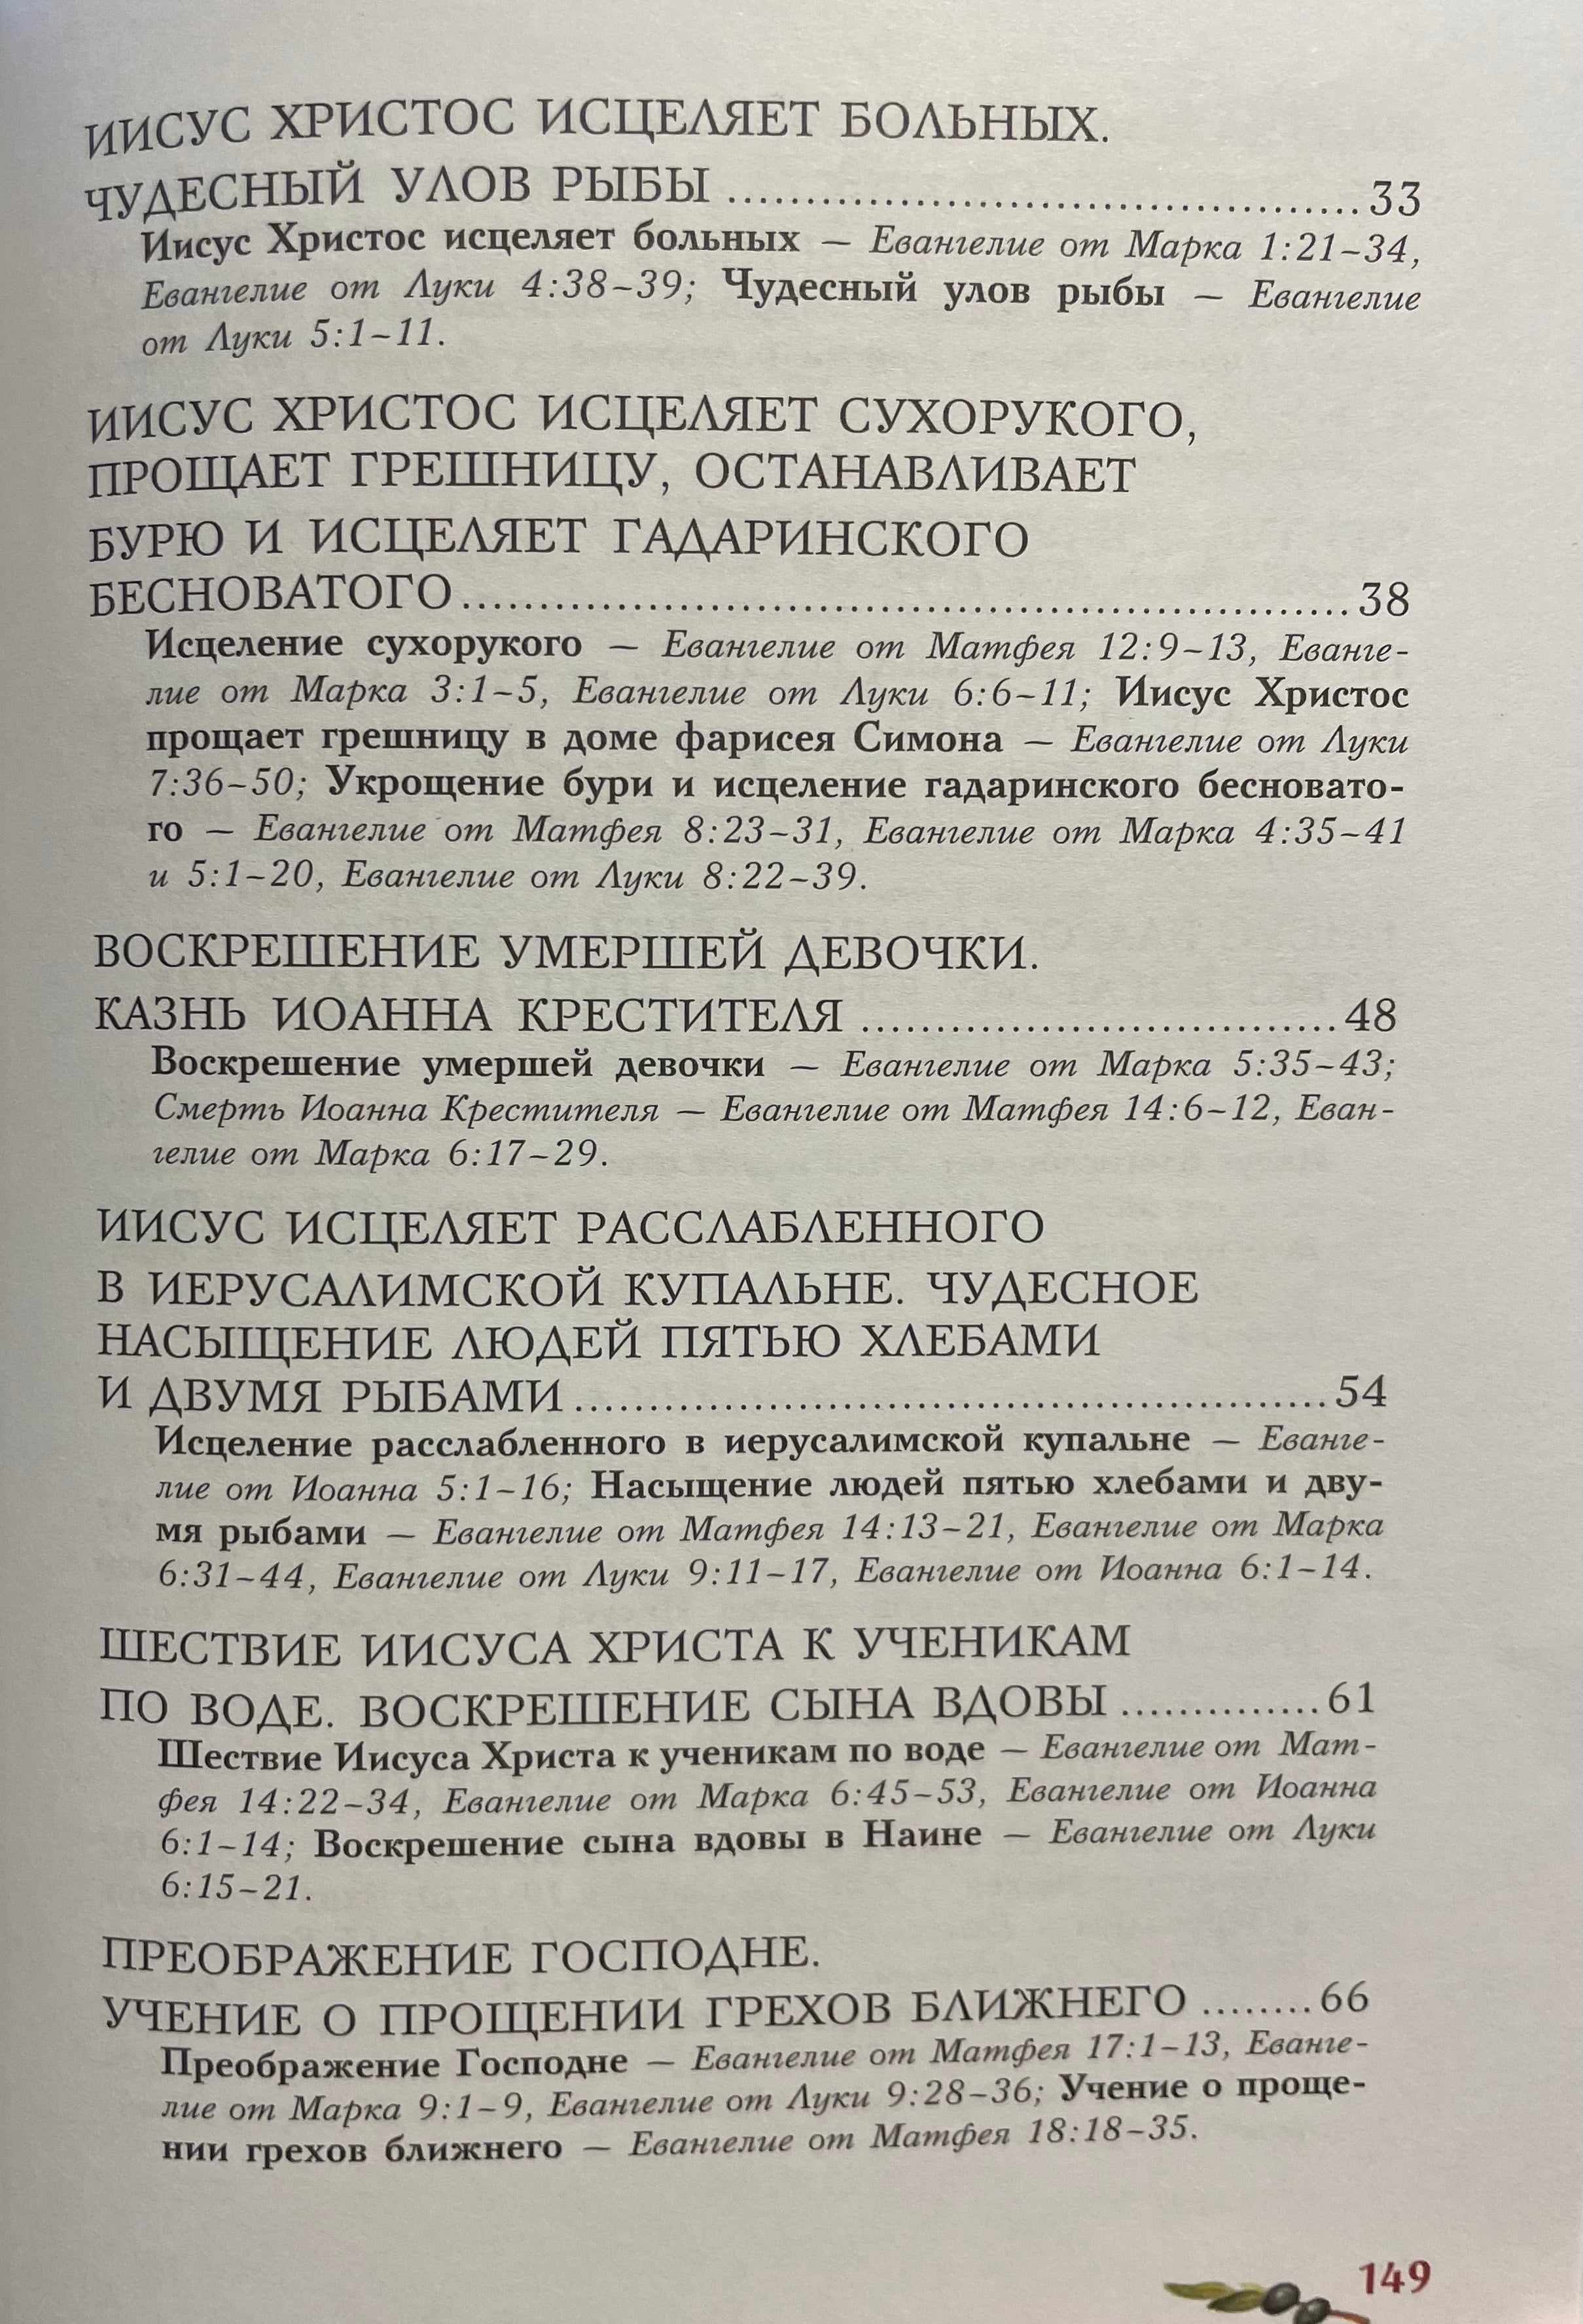 ИИСУС ХРИСТОС ИСЦЕЛЯЕТ БОЛЬНЫХ.
ЧУДЕСНЫЙ УЛОВ РЫБЫ ........................................33
Иисус Христос исцеляет больных — Евангелие от Марка 1:21–34,
Евангелие от Луки 4:38–39; Чудесный улов рыбы — Евангелие
от Луки 5:1–11.
ИИСУС ХРИСТОС ИСЦЕЛЯЕТ СУХОРУКОГО,
ПРОЩАЕТ ГРЕШНИЦУ, ОСТАНАВЛИВАЕТ
БУРЮ И ИСЦЕЛЯЕТ ГАДАРИНСКОГО
БЕСНОВАТОГО........................................................38
Исцеление сухорукого — Евангелие от Матфея 12:9–13, Еванге-
лие от Марка 3:1–5, Евангелие от Луки 6:6–11; Иисус Христос
прощает грешницу в доме фарисея Симона — Евангелие от Луки
7:36–50; Укрощение бури и исцеление гадаринского бесновато-
го — Евангелие от Матфея 8:23–31, Евангелие от Марка 4:35–41
и 5:1–20, Евангелие от Луки 8:22–39.
ВОСКРЕШЕНИЕ УМЕРШЕЙ ДЕВОЧКИ.
КАЗНЬ ИОАННА КРЕСТИТЕЛЯ ..............................48
Воскрешение умершей девочки — Евангелие от Марка 5:35–43;
Смерть Иоанна Крестителя — Евангелие от Матфея 14:6–12, Еван-
гелие от Марка 6:17–29.
ИИСУС ИСЦЕЛЯЕТ РАССЛАБЛЕННОГО
В ИЕРУСАЛИМСКОЙ КУПАЛЬНЕ. ЧУДЕСНОЕ
НАСЫЩЕНИЕ ЛЮДЕЙ ПЯТЬЮ ХЛЕБАМИ
И ДВУМЯ РЫБАМИ................................................54
Исцеление расслабленного в иерусалимской купальне — Еванге-
лие от Иоанна 5:1–16; Насыщение людей пятью хлебами и дву-
мя рыбами — Евангелие от Матфея 14:13–21, Евангелие от Марка
6:31–44, Евангелие от Луки 9:11–17, Евангелие от Иоанна 6:1–14.
ШЕСТВИЕ ИИСУСА ХРИСТА К УЧЕНИКАМ
ПО ВОДЕ. ВОСКРЕШЕНИЕ СЫНА ВДОВЫ .............61
Шествие Иисуса Христа к ученикам по воде — Евангелие от Мат-
фея 14:22–34, Евангелие от Марка 6:45–53, Евангелие от Иоанна
6:1–14; Воскрешение сына вдовы в Наине — Евангелие от Луки
6:15–21.
ПРЕОБРАЖЕНИЕ ГОСПОДНЕ.
УЧЕНИЕ О ПРОЩЕНИИ ГРЕХОВ БЛИЖНЕГО ........66
Преображение Господне — Евангелие от Матфея 17:1–13, Еванге-
лие от Марка 9:1–9, Евангелие от Луки 9:28–36; Учение о проще-
нии грехов ближнего — Евангелие от Матфея 18:18–35.
149